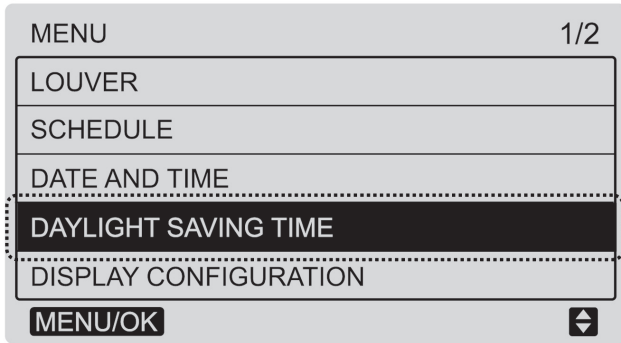 MENU 1/2
LOUVER
SCHEDULE
DATE AND TIME
DAYLIGHT SAVING TIME
DISPLAY CONFIGURATION
MENU/OK